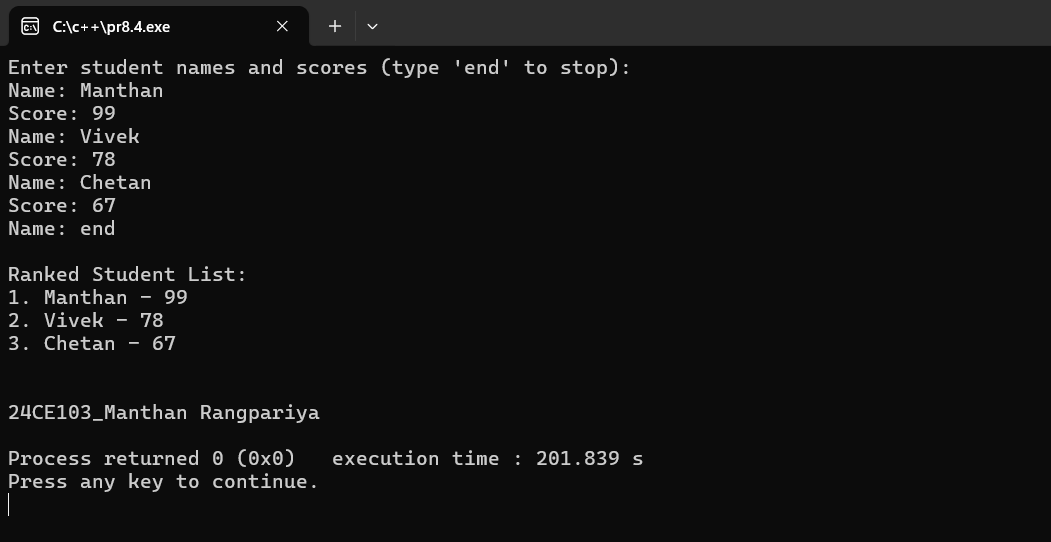 C:\c++\pr8.4.exe
Enter student names and scores (type 'end' to stop):
Name: Manthan
Score: 99
Name: Vivek
Score: 78
Name: Chetan
Score: 67
Name: end
Ranked Student List:
1. Manthan - 99
2. Vivek - 78
3. Chetan - 67
24CE103_Manthan Rangpariya
Process returned 0 (0x0)   execution time : 201.839 s
Press any key to continue.